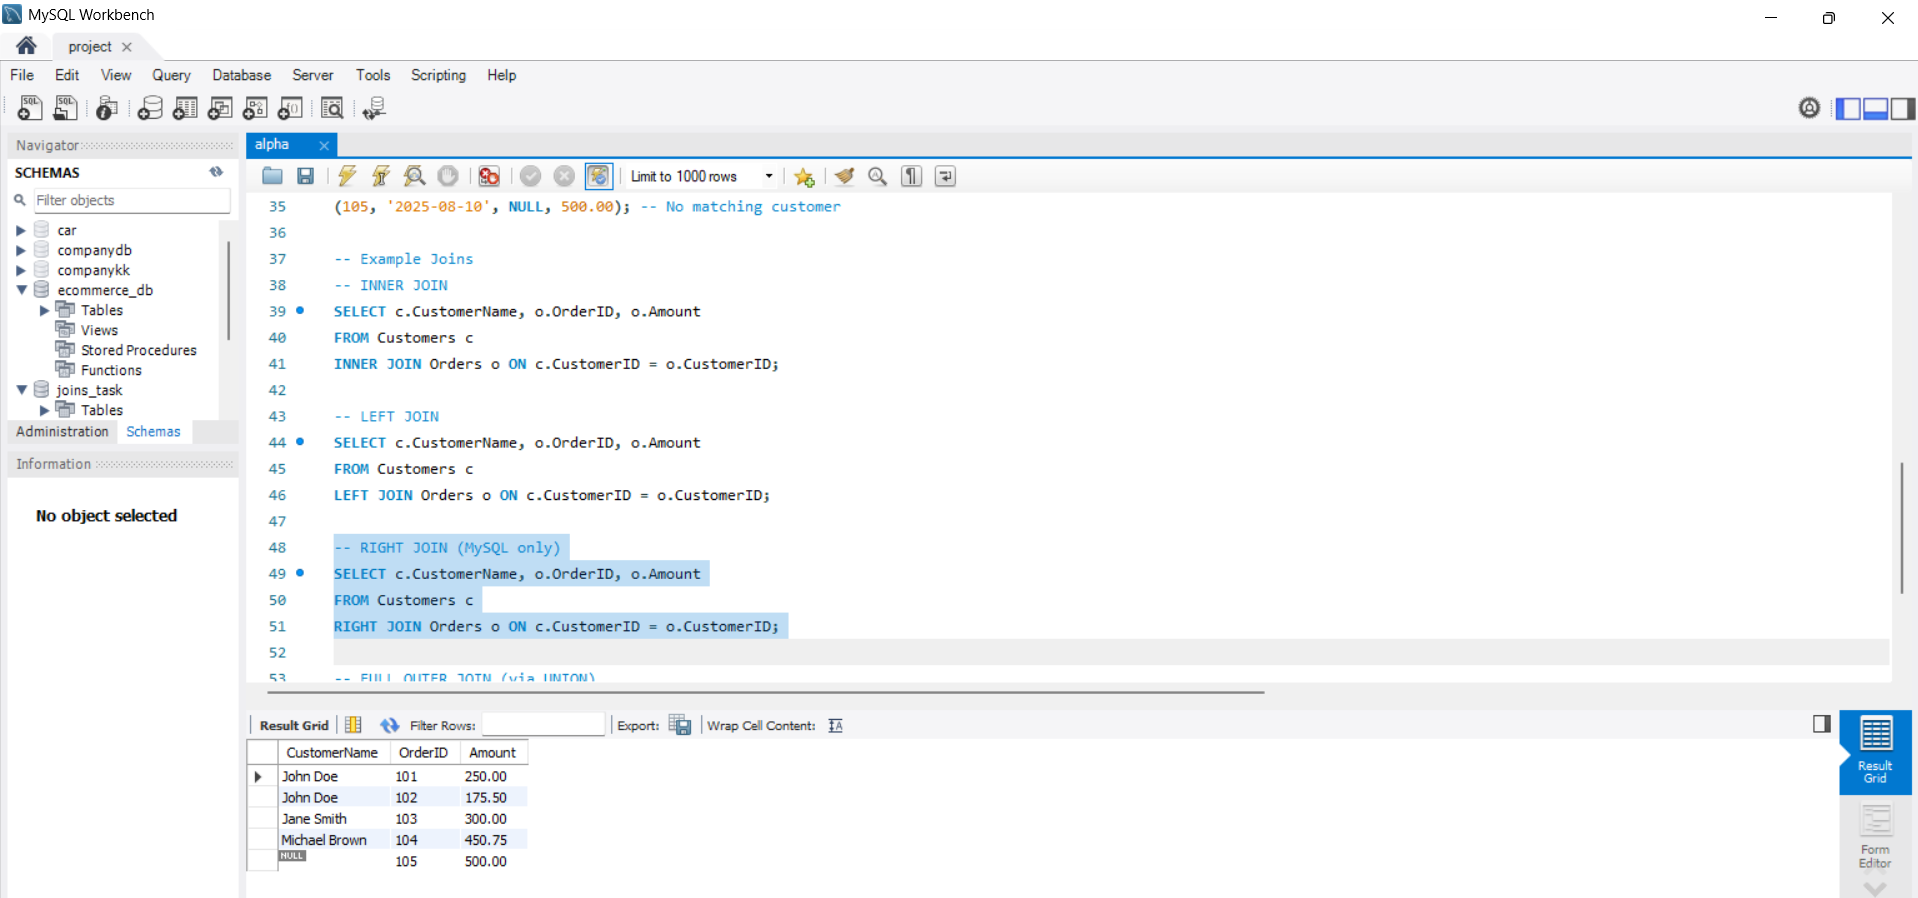 MySQL Workbench
project
File Edit View Query Database Server Tools Scripting Help
Navigator
SCHEMAS
Filter objects
car
companydb
companykk
ecommerce_db
Tables
Views
Stored Procedures
Functions
joins_task
Tables
Administration Schemas
Information
No object selected
alpha
Limit to 1000 rows
35 (105, '2025-08-10', NULL, 500.00); -- No matching customer
36
37 -- Example Joins
38 -- INNER JOIN
39 SELECT c.CustomerName, o.OrderID, o.Amount
40 FROM Customers c
41 INNER JOIN Orders o ON c.CustomerID = o.CustomerID;
42
43 -- LEFT JOIN
44 SELECT c.CustomerName, o.OrderID, o.Amount
45 FROM Customers c
46 LEFT JOIN Orders o ON c.CustomerID = o.CustomerID;
47
48 -- RIGHT JOIN (MySQL only)
49 SELECT c.CustomerName, o.OrderID, o.Amount
50 FROM Customers c
51 RIGHT JOIN Orders o ON c.CustomerID = o.CustomerID;
52
53 -- FULL OUTER JOIN (via UNION)
Result Grid Filter Rows: Export: Wrap Cell Content:
CustomerName OrderID Amount
John Doe 101 250.00
John Doe 102 175.50
Jane Smith 103 300.00
Michael Brown 104 450.75
NULL 105 500.00
Result
Grid
Form
Editor